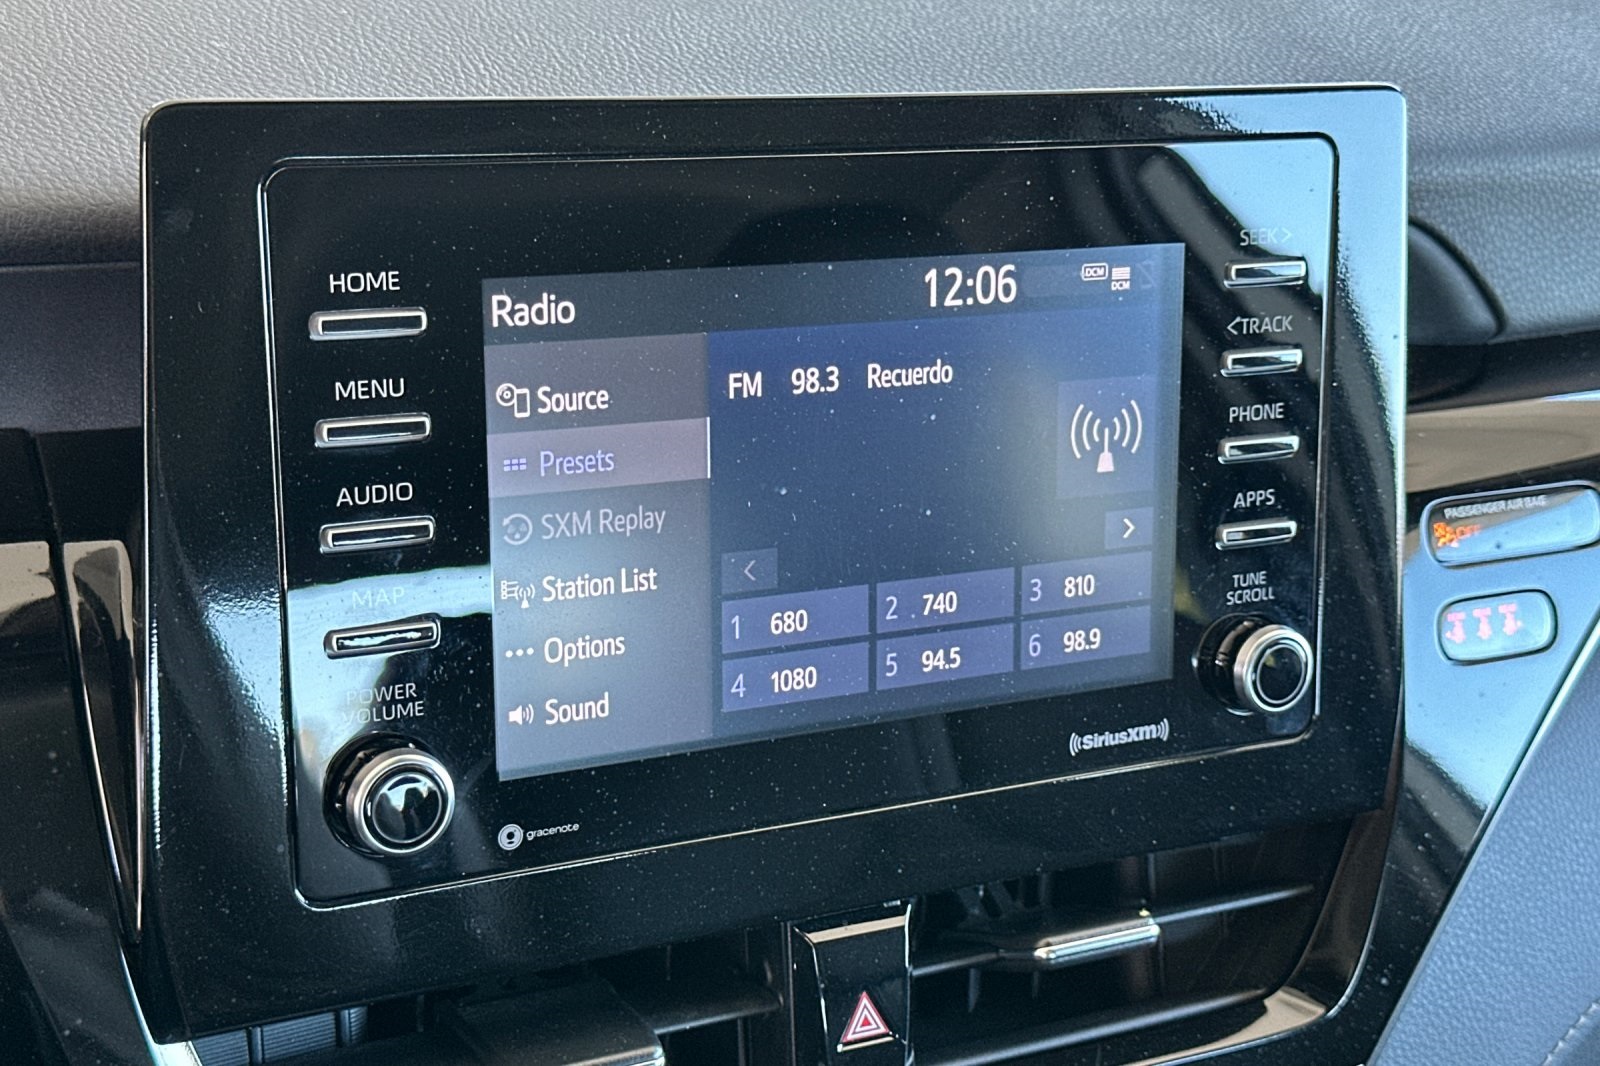 HOME
MENU
AUDIO
MAP
POWER
VOLUME
Radio
12:06
DCM
DCM
Source
Presets
SXM Replay
Station List
Options
Sound
FM 98.3 Recuerdo
<
>
1 680
2 740
3 810
4 1080
5 94.5
6 98.9
SEEK >
< TRACK
PHONE
APPS
TUNE
SCROLL
gracenote
SiriusXM
PASSENGER AIR BAG
OFF